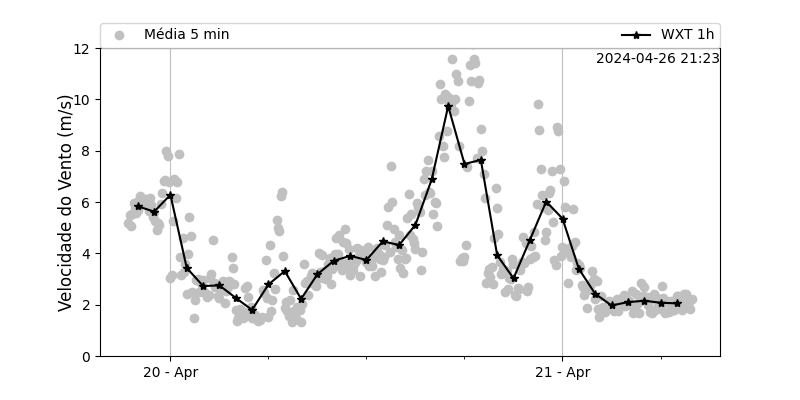 Média 5 min
WXT 1h
2024-04-26 21:23
Velocidade do Vento (m/s)
12
10
8
6
4
2
0
20 - Apr
21 - Apr